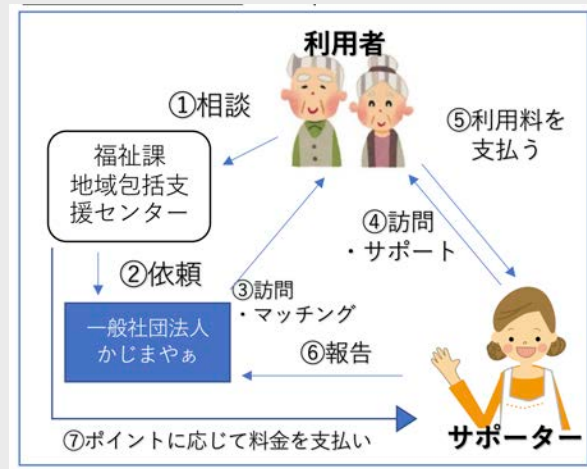 利用者
①相談
福祉課
地域包括支
援センター
⑤利用料を
支払う
④訪問
・サポート
②依頼
③訪問
・マッチング
一般社団法人
かじまやぁ
⑥報告
⑦ポイントに応じて料金を支払い
サポーター